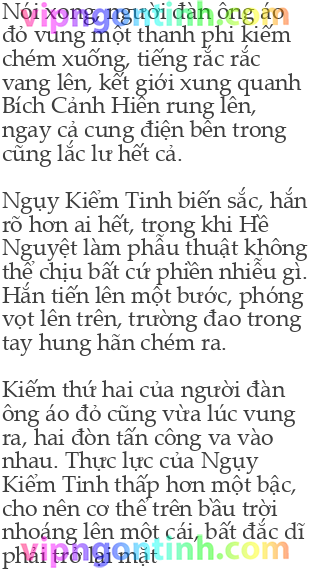 Nói xong, người đàn ông áo
đỏ vung một thanh phi kiếm
chém xuống, tiếng rắc rắc
vang lên, kết giới xung quanh
Bích Cảnh Hiên rung lên,
ngay cả cung điện bên trong
cũng lắc lư hết cả.
Ngụy Kiểm Tinh biến sắc, hắn
rõ hơn ai hết, trong khi Hề
Nguyệt làm phẫu thuật không
thể chịu bất cứ phiền nhiễu gì.
Hắn tiến lên một bước, phóng
vọt lên trên, trường đao trong
tay hung hãn chém ra.
Kiếm thứ hai của người đàn
ông áo đỏ cũng vừa lúc vung
ra, hai đòn tấn công va vào
nhau. Thực lực của Ngụy
Kiểm Tinh thấp hơn một bậc,
cho nên cơ thể trên bầu trời
nhoáng lên một cái, bất đắc dĩ
phải trở lại mặt
vipngontinh.com
vipngontinh.com